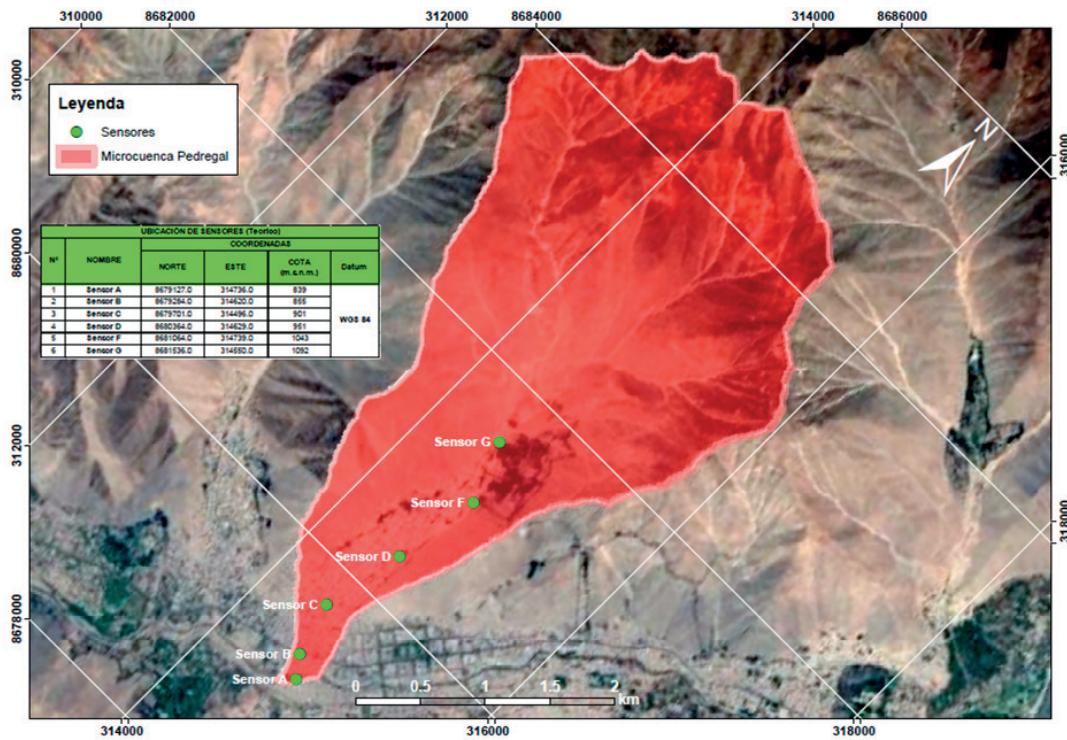 310000 8682000 312000 8684000 314000 8686000
310000
8680000
312000
8678000
316000
318000
314000 316000 318000
Leyenda
Sensores
Microcuenca Pedregal
N
UBICACIÓN DE SENSORES (Teorico)
N° NOMBRE COORDENADAS
NORTE ESTE COTA (m.s.n.m.) Datum
1 Sensor A 8679127.0 314736.0 839 WGS 84
2 Sensor B 8679284.0 314620.0 855
3 Sensor C 8679701.0 314496.0 901
4 Sensor D 8680364.0 314629.0 951
5 Sensor F 8681064.0 314739.0 1043
6 Sensor G 8681536.0 314550.0 1092
Sensor G
Sensor F
Sensor D
Sensor C
Sensor B
Sensor A
0 0.5 1 1.5 2
km